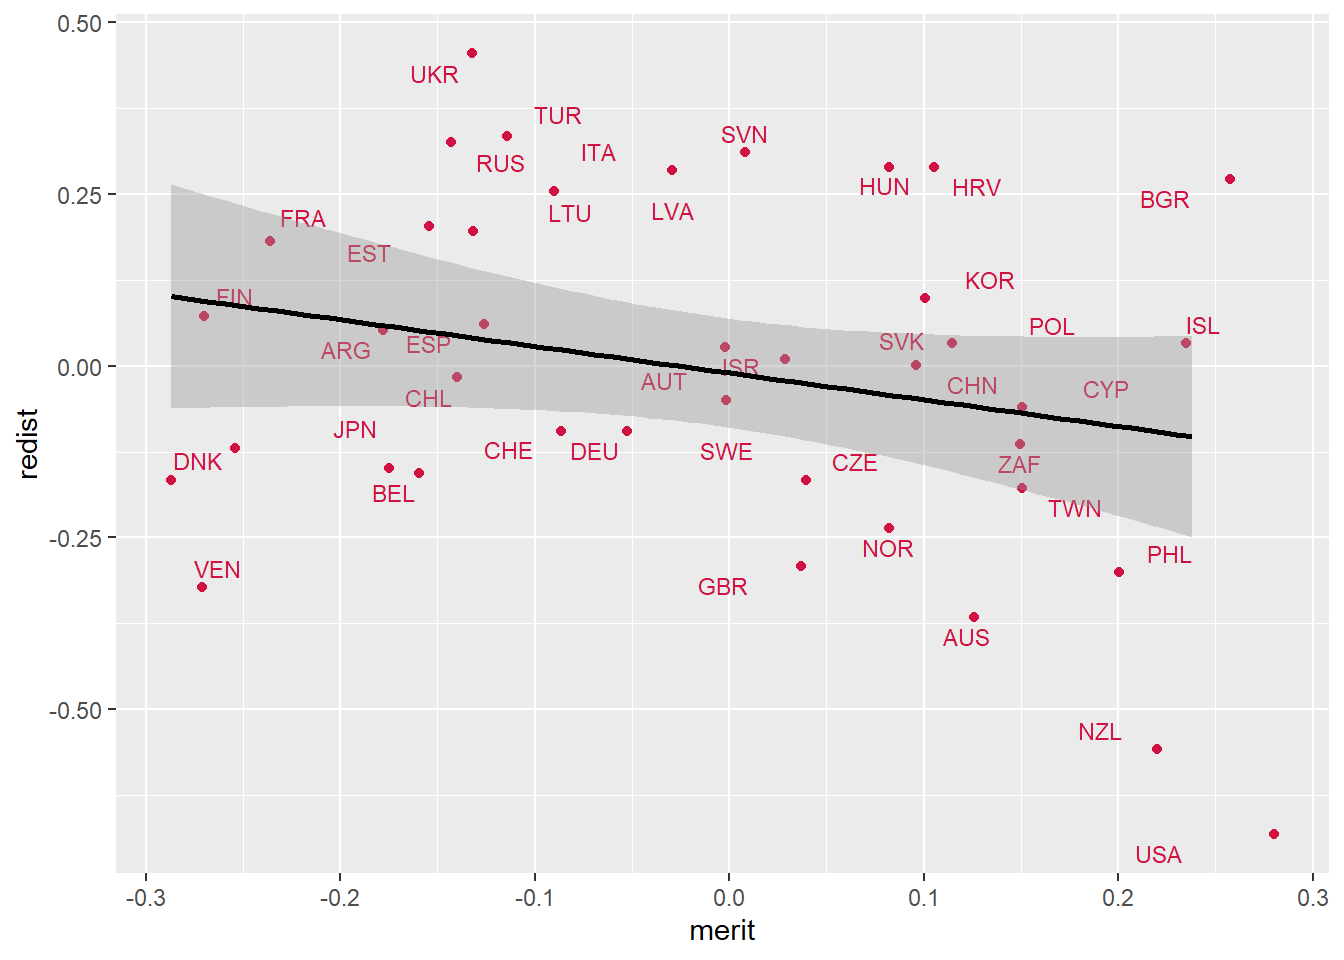 0.50
UKR
TUR
SVN
ITA
RUS
HUN
HRV
BGR
0.25
LTU
LVA
FRA
EST
KOR
FIN
POL
ISL
ESP
SVK
ARG
0.00
ISR
AUT
CHN
CYP
CHL
JPN
CHE
DEU
SWE
CZE
DNK
ZAF
BEL
TWN
-0.25
NOR
PHL
VEN
GBR
AUS
redist
-0.50
NZL
USA
-0.3
-0.2
-0.1
0.0
0.1
0.2
0.3
merit